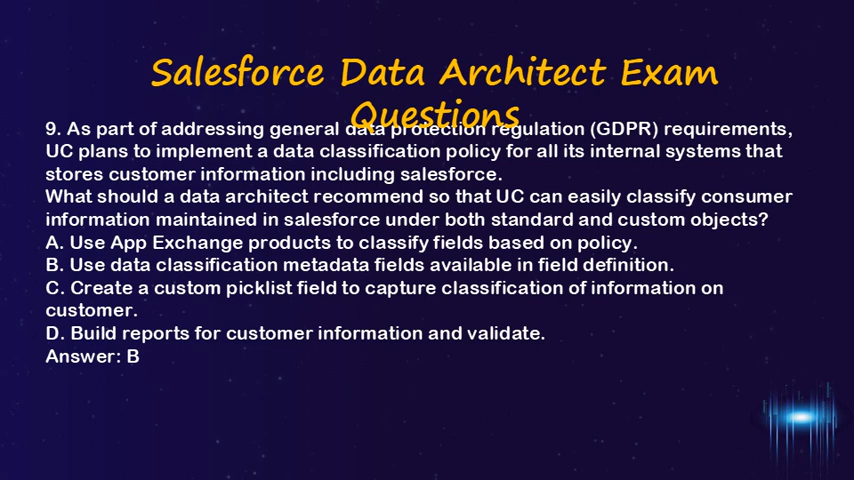 Salesforce Data Architect Exam
Questions
9. As part of addressing general data protection regulation (GDPR) requirements,
UC plans to implement a data classification policy for all its internal systems that
stores customer information including salesforce.
What should a data architect recommend so that UC can easily classify consumer
information maintained in salesforce under both standard and custom objects?
A. Use App Exchange products to classify fields based on policy.
B. Use data classification metadata fields available in field definition.
C. Create a custom picklist field to capture classification of information on
customer.
D. Build reports for customer information and validate.
Answer: B